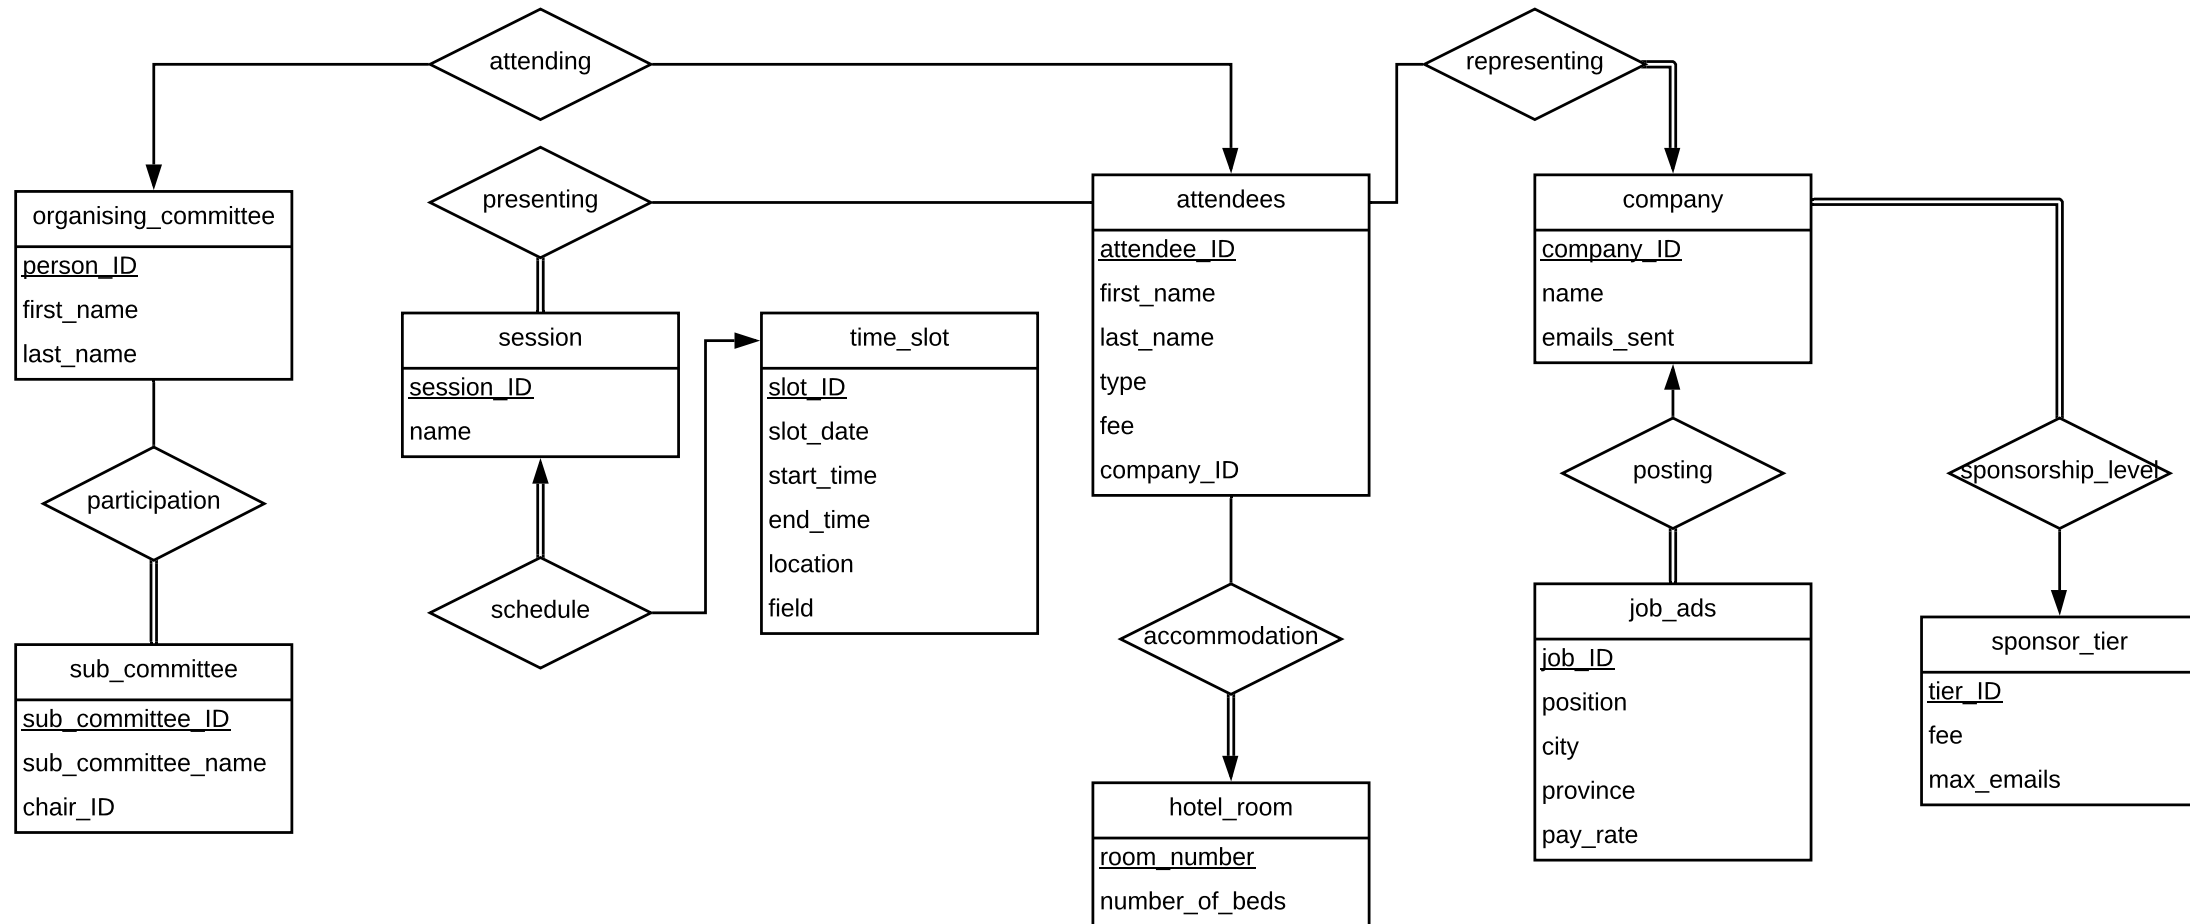 attending
representing
presenting
organising_committee
person_ID
first_name
last_name
attendees
attendee_ID
first_name
last_name
type
fee
company_ID
company
company_ID
name
emails_sent
session
session_ID
name
time_slot
slot_ID
slot_date
start_time
end_time
location
field
participation
posting
sponsorship_level
schedule
accommodation
sub_committee
sub_committee_ID
sub_committee_name
chair_ID
job_ads
job_ID
position
city
province
pay_rate
sponsor_tier
tier_ID
fee
max_emails
hotel_room
room_number
number_of_beds